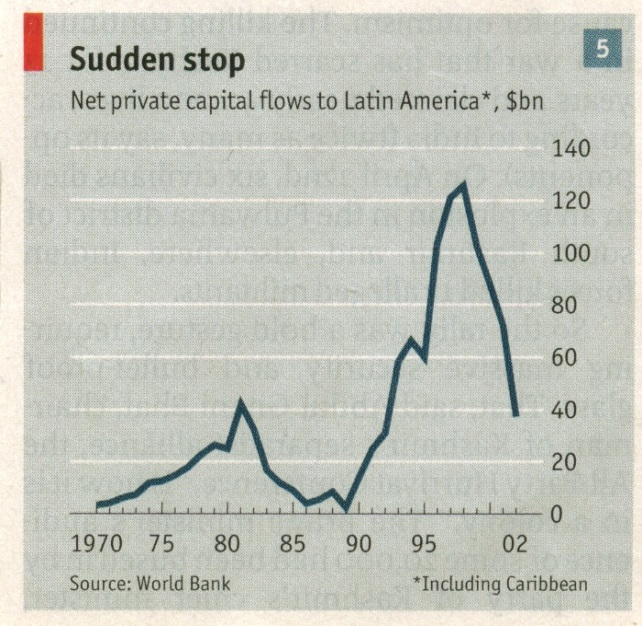 Sudden stop
5
Net private capital flows to Latin America*, $bn
140
120
100
80
60
40
20
0
1970 75 80 85 90 95 02
Source: World Bank
*Including Caribbean